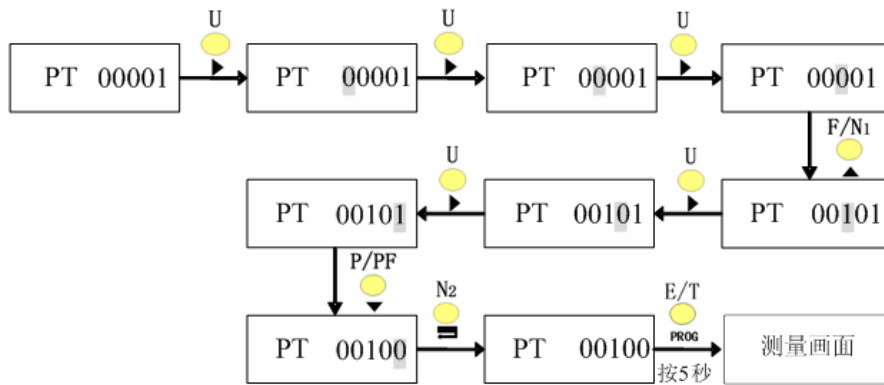 U U U
PT 00001 PT 00001 PT 00001 PT 00001
F/N1
U U
PT 00101 PT 00101 PT 00101
P/PF N2 E/T
PROG
PT 00100 PT 00100 测量画面
按5秒